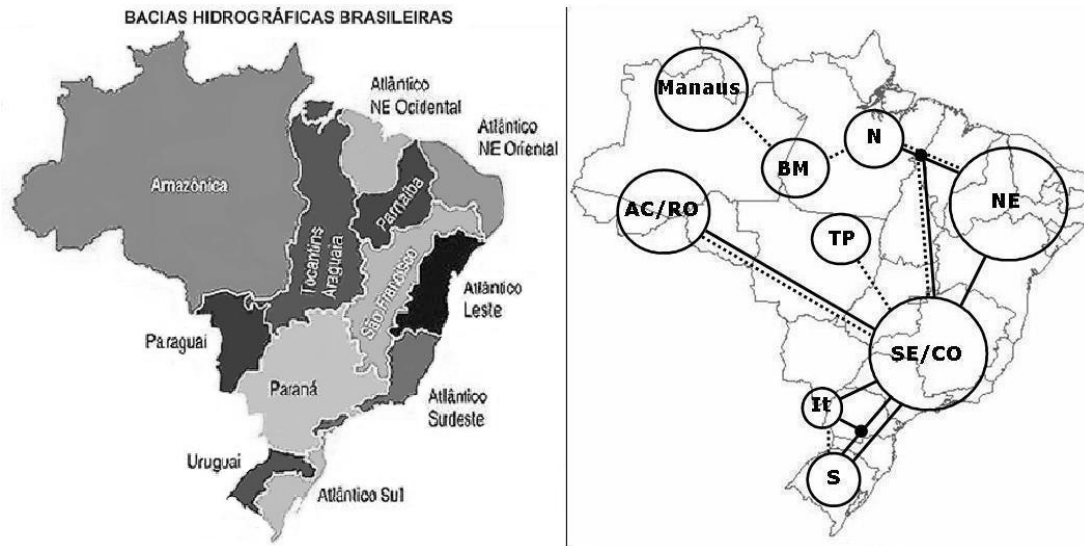 BACIAS HIDROGRÁFICAS BRASILEIRAS
Atlântico
NE Ocidental
Atlântico
NE Oriental
Amazônica
Parnaíba
Tocantins
Araguaia
São Francisco
Atlântico
Leste
Paraguai
Paraná
Atlântico
Sudeste
Uruguai
Atlântico Sul
Manaus
N
BM
NE
AC/RO
TP
SE/CO
It
S